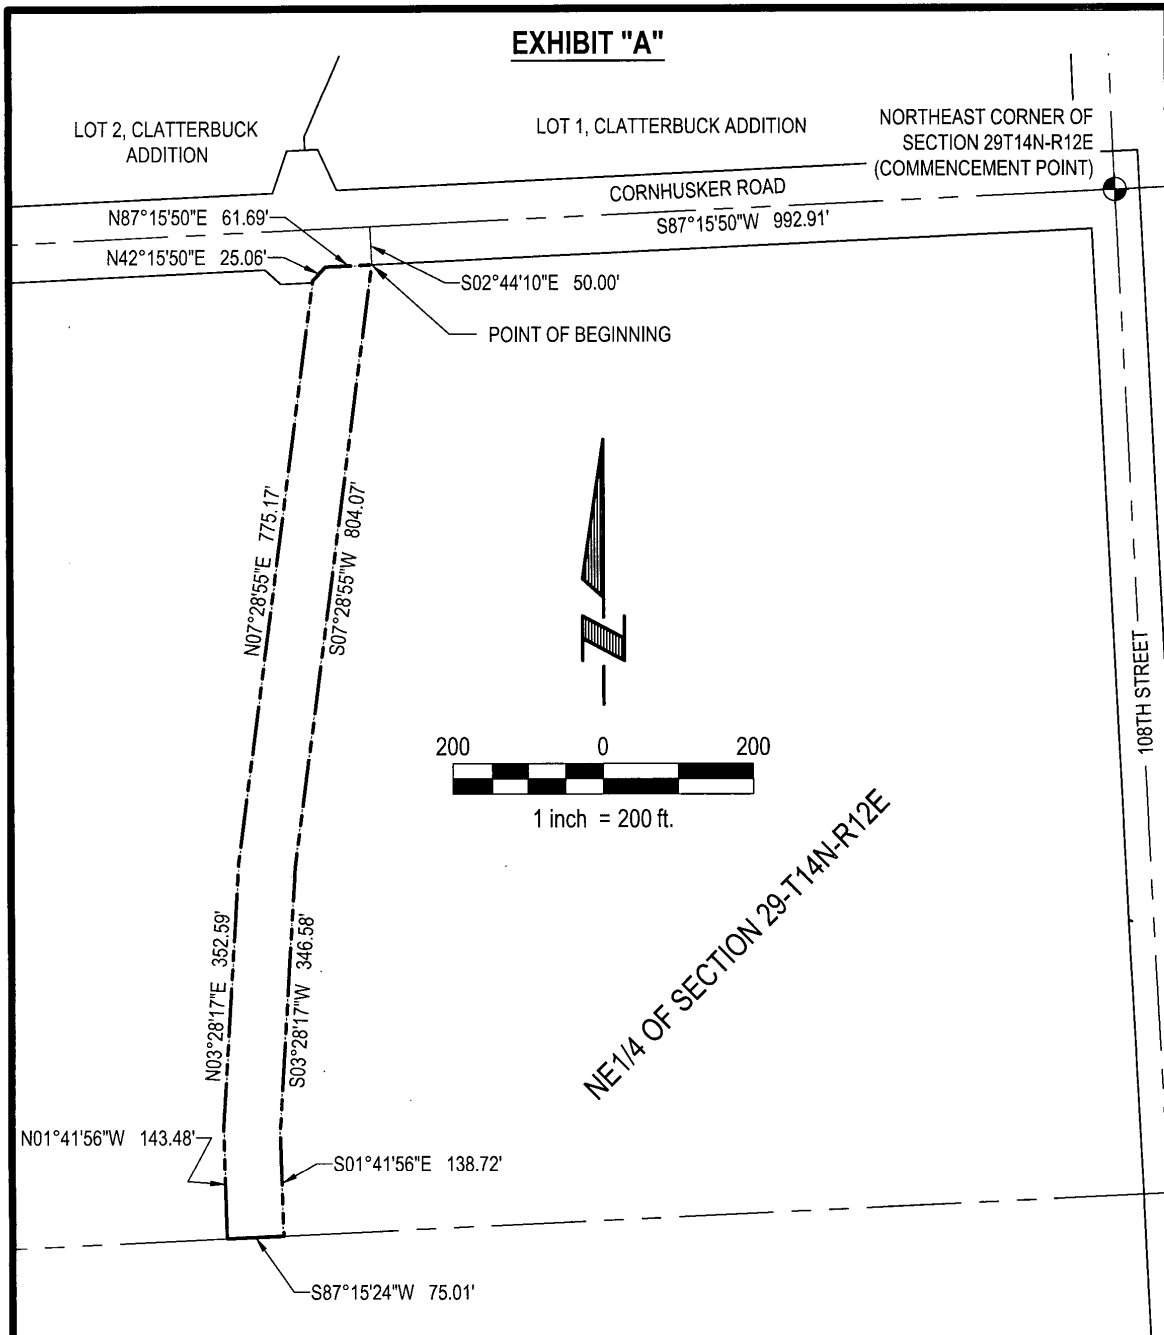 EXHIBIT "A"
LOT 2, CLATTERBUCK
ADDITION
LOT 1, CLATTERBUCK ADDITION
NORTHEAST CORNER OF
SECTION 29T14N-R12E
(COMMENCEMENT POINT)
CORNHUSKER ROAD
N87°15'50"E 61.69'
S87°15'50"W 992.91'
N42°15'50"E 25.06'
S02°44'10"E 50.00'
POINT OF BEGINNING
N07°28'55"E 775.17'
S07°28'55"W 804.07'
108TH STREET
200 0 200
1 inch = 200 ft.
NE1/4 OF SECTION 29-T14N-R12E
N03°28'17"E 352.59'
S03°28'17"W 346.58'
N01°41'56"W 143.48'
S01°41'56"E 138.72'
S87°15'24"W 75.01'